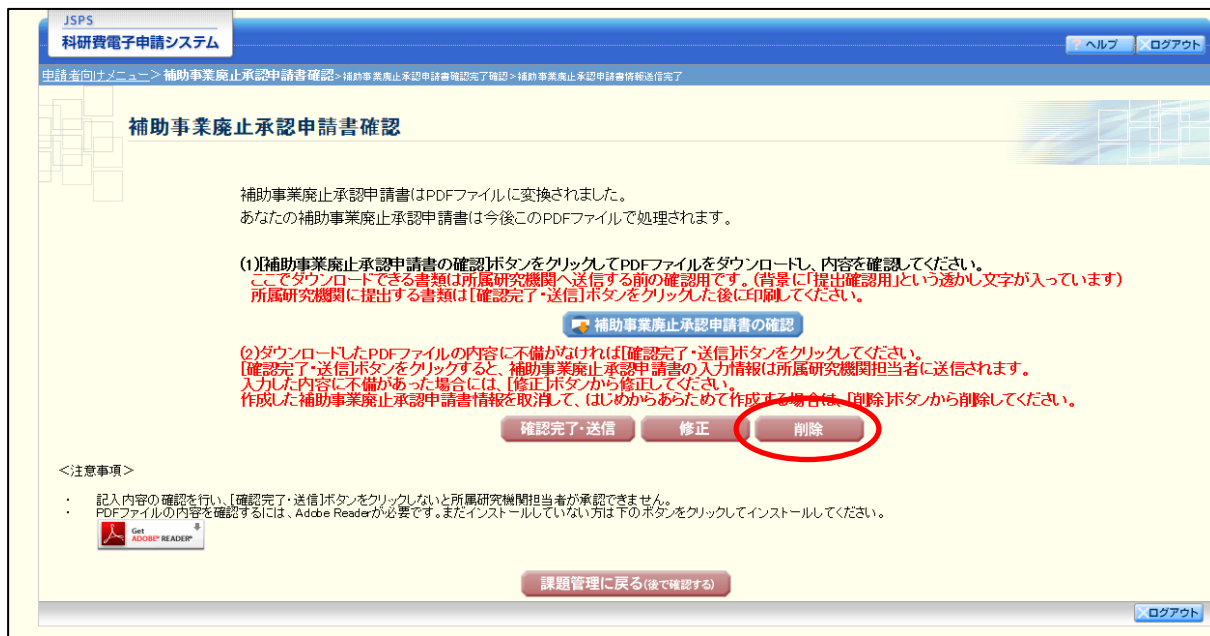 JSPS
科研費電子申請システム
? ヘルプ
ログアウト
申請者向けメニュー>補助事業廃止承認申請書確認>補助事業廃止承認申請書確認完了確認>補助事業廃止承認申請書情報送信完了
補助事業廃止承認申請書確認
補助事業廃止承認申請書はPDFファイルに変換されました。
あなたの補助事業廃止承認申請書は今後このPDFファイルで処理されます。
(1)[補助事業廃止承認申請書の確認]ボタンをクリックしてPDFファイルをダウンロードし、内容を確認してください。
ここでダウンロードできる書類は所属研究機関へ送信する前の確認用です。(背景に「提出確認用」という透かし文字が入っています)
所属研究機関に提出する書類は[確認完了・送信]ボタンをクリックした後に印刷してください。
補助事業廃止承認申請書の確認
(2)ダウンロードしたPDFファイルの内容に不備がなければ[確認完了・送信]ボタンをクリックしてください。
[確認完了・送信]ボタンをクリックすると、補助事業廃止承認申請書の入力情報は所属研究機関担当者に送信されます。
入力した内容に不備があった場合には、[修正]ボタンから修正してください。
作成した補助事業廃止承認申請書情報を取消して、はじめからあらためて作成する場合は、[削除]ボタンから削除してください。
確認完了・送信 修正 削除
<注意事項>
・ 記入内容の確認を行い、[確認完了・送信]ボタンをクリックしないと所属研究機関担当者が承認できません。
・ PDFファイルの内容を確認するには、Adobe Readerが必要です。まだインストールしていない方は下のボタンをクリックしてインストールしてください。
Get
ADOBE® READER®
課題管理に戻る(後で確認する)
ログアウト